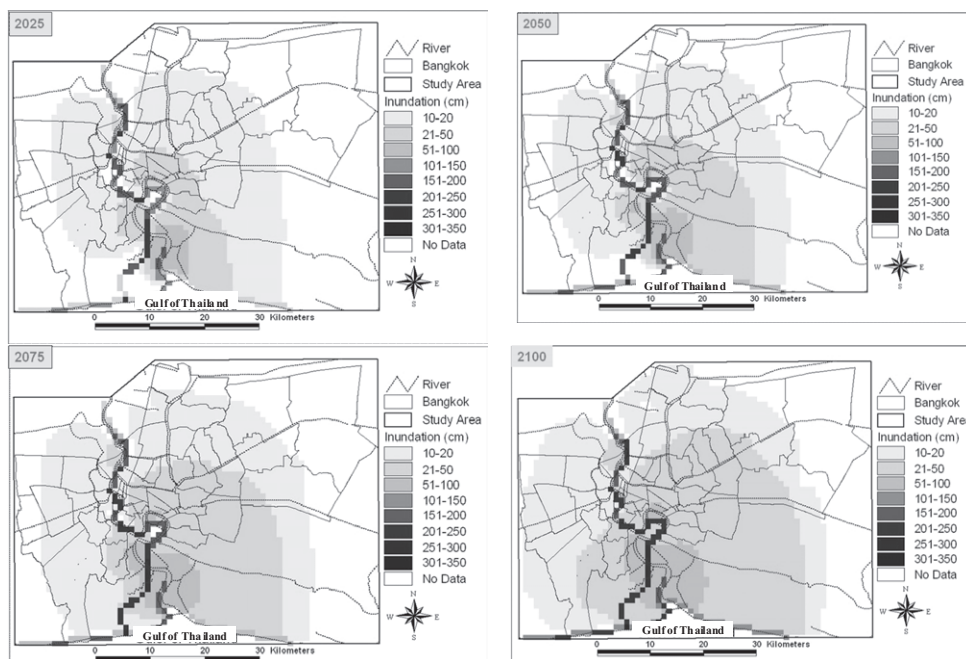 2025
River
Bangkok
Study Area
Inundation (cm)
10-20
21-50
51-100
101-150
151-200
201-250
251-300
301-350
No Data
N
W E
S
Gulf of Thailand
0 10 20 30 Kilometers
2050
River
Bangkok
Study Area
Inundation (cm)
10-20
21-50
51-100
101-150
151-200
201-250
251-300
301-350
No Data
N
W E
S
Gulf of Thailand
0 10 20 30 Kilometers
2075
River
Bangkok
Study Area
Inundation (cm)
10-20
21-50
51-100
101-150
151-200
201-250
251-300
301-350
No Data
N
W E
S
Gulf of Thailand
0 10 20 30 Kilometers
2100
River
Bangkok
Study Area
Inundation (cm)
10-20
21-50
51-100
101-150
151-200
201-250
251-300
301-350
No Data
N
W E
S
Gulf of Thailand
0 10 20 30 Kilometers